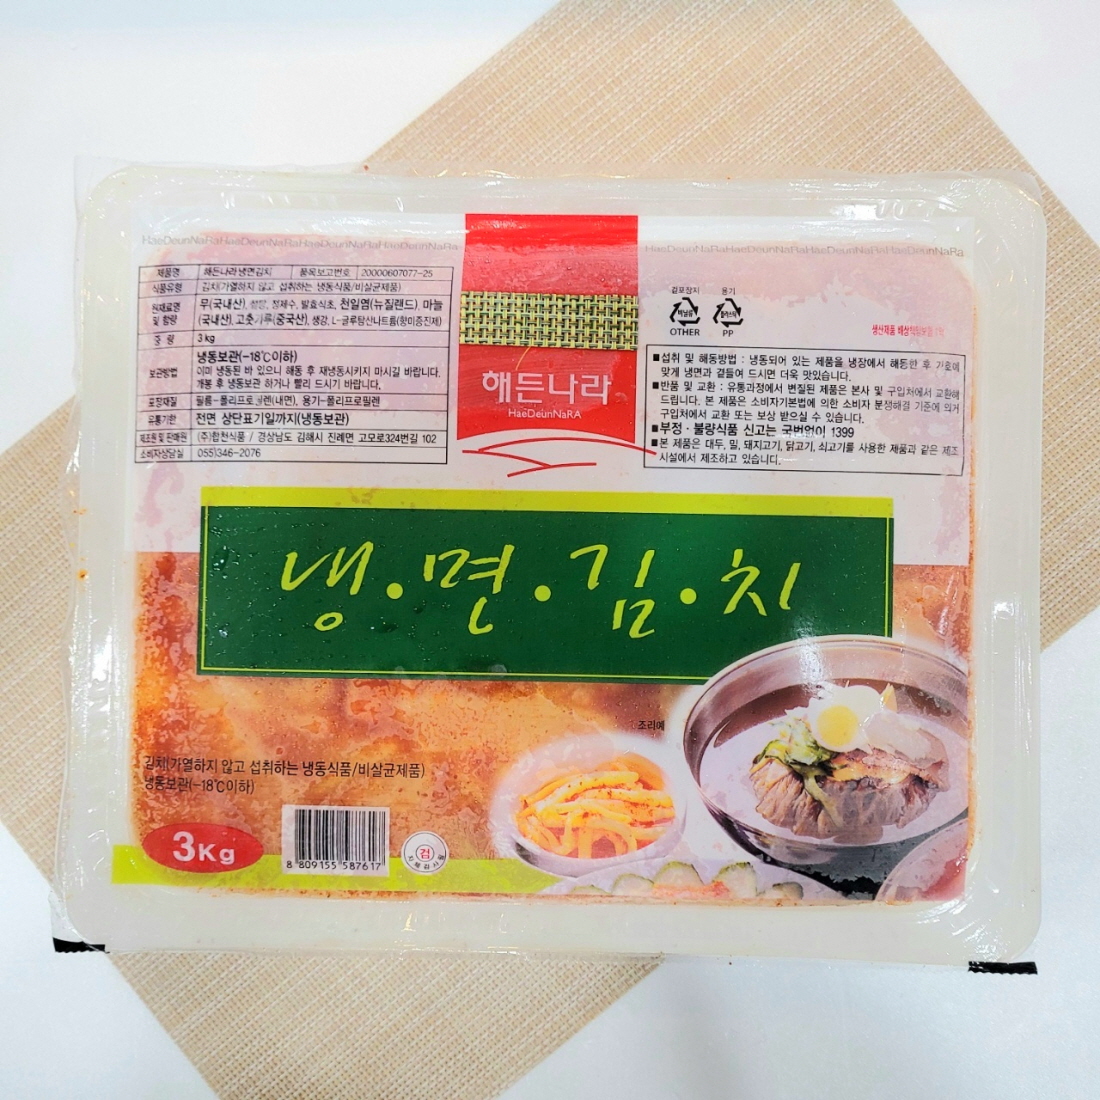 HaeDeunNaRaHaeDeunNaRaHaeDeunNaRaHaeDeunNaRa
HaeDeunNaRaHaeDeunNaRaHaeDeunNaRaHaeDeunNaRa
제품명 해든나라냉면김치 품목보고번호 20000607077-25
식품유형 김치(가열하지 않고 섭취하는 냉동식품/비살균제품)
원재료명 및 함량 무(국내산), 설탕, 정제수, 발효식초, 천일염(뉴질랜드), 마늘
(국내산), 고춧가루(중국산), 생강, L-글루탐산나트륨(향미증진제)
중 량 3kg
보관방법 냉동보관(-18℃이하)
이미 냉동된 바 있으니 해동 후 재냉동시키지 마시길 바랍니다.
개봉 후 냉동보관 하거나 빨리 드시기 바랍니다.
포장재질 필름-폴리프로필렌(내면), 용기-폴리프로필렌
유통기한 전면 상단표기일까지(냉동보관)
제조원 및 판매원 (주)합천식품 / 경상남도 김해시 진례면 고모로324번길 102
소비자상담실 055)346-2076
해든나라
HaeDeunNaRA
겉포장지 용기
비닐류 플라스틱
OTHER PP
생산제품 배상책임보험
■섭취 및 해동방법 : 냉동되어 있는 제품을 냉장에서 해동한 후 기호에
맞게 냉면과 곁들여 드시면 더욱 맛있습니다.
■반품 및 교환 : 유통과정에서 변질된 제품은 본사 및 구입처에서 교환해
드립니다. 본 제품은 소비자기본법에 의한 소비자 분쟁해결 기준에 의거
구입처에서 교환 또는 보상 받으실 수 있습니다.
■부정·불량식품 신고는 국번없이 1399
■본 제품은 대두, 밀, 돼지고기, 닭고기, 쇠고기를 사용한 제품과 같은 제조
시설에서 제조하고 있습니다.
냉·면·김·치
조리예
김치(가열하지 않고 섭취하는 냉동식품/비살균제품)
냉동보관(-18℃이하)
3Kg
8 809155 587617
검